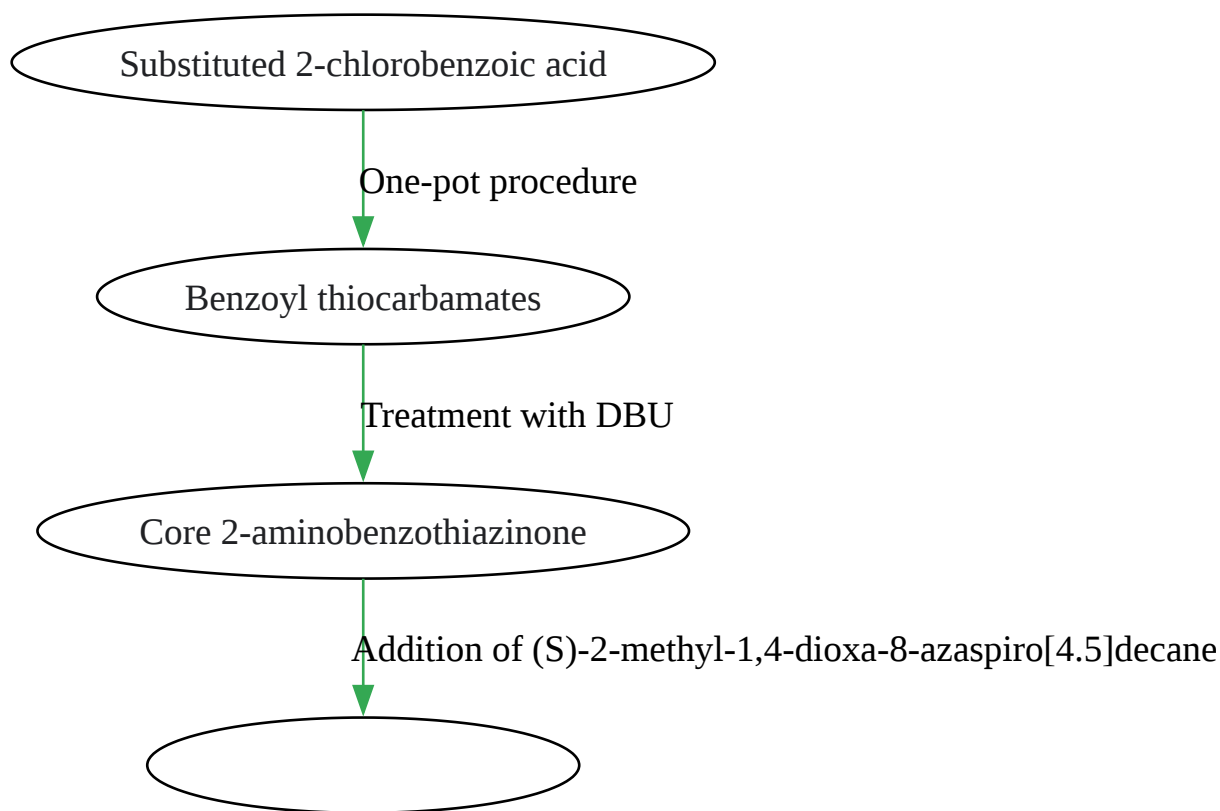 Substituted 2-chlorobenzoic acid
One-pot procedure
Benzoyl thiocarbamates
Treatment with DBU
Core 2-aminobenzothiazinone
Addition of (S)-2-methyl-1,4-dioxa-8-azaspiro[4.5]decane